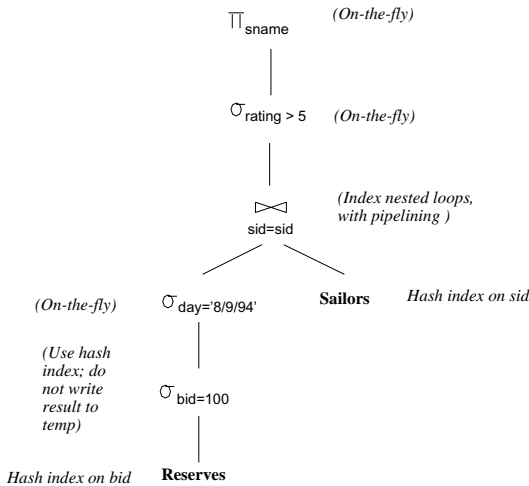 π sname (On-the-fly)
σ rating > 5 (On-the-fly)
(Index nested loops,
with pipelining )
sid=sid
(On-the-fly) σ day='8/9/94' Sailors Hash index on sid
(Use hash
index; do
not write
result to
temp)
σ bid=100
Hash index on bid Reserves